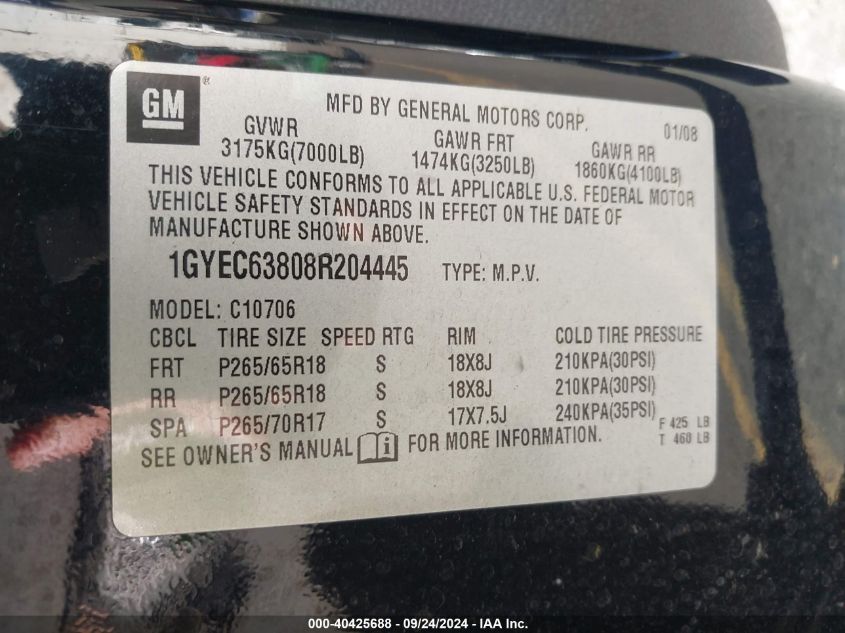 GM ® MFD BY GENERAL MOTORS CORP. 01/08
GVWR GAWR FRT GAWR RR
3175KG(7000LB) 1474KG(3250LB) 1860KG(4100LB)
THIS VEHICLE CONFORMS TO ALL APPLICABLE U.S. FEDERAL MOTOR
VEHICLE SAFETY STANDARDS IN EFFECT ON THE DATE OF
MANUFACTURE SHOWN ABOVE.
1GYEC63808R204445 TYPE: M.P.V.
MODEL: C10706
CBCL TIRE SIZE SPEED RTG RIM COLD TIRE PRESSURE
FRT P265/65R18 S 18X8J 210KPA(30PSI)
RR P265/65R18 S 18X8J 210KPA(30PSI)
SPA P265/70R17 S 17X7.5J 240KPA(35PSI) F 425 LB
SEE OWNER'S MANUAL i FOR MORE INFORMATION. T 460 LB
000-40425688 - 09/24/2024 - IAA Inc.